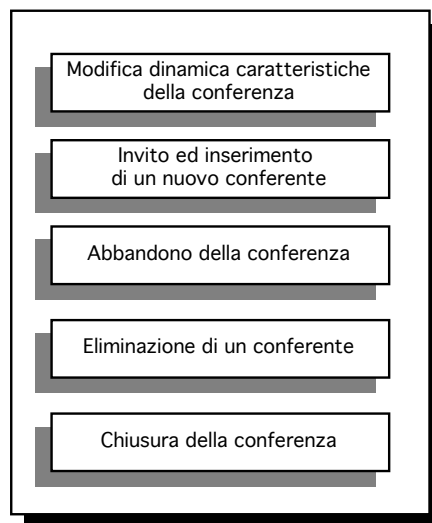 Modifica dinamica caratteristiche
della conferenza
Invito ed inserimento
di un nuovo conferente
Abbandono della conferenza
Eliminazione di un conferente
Chiusura della conferenza